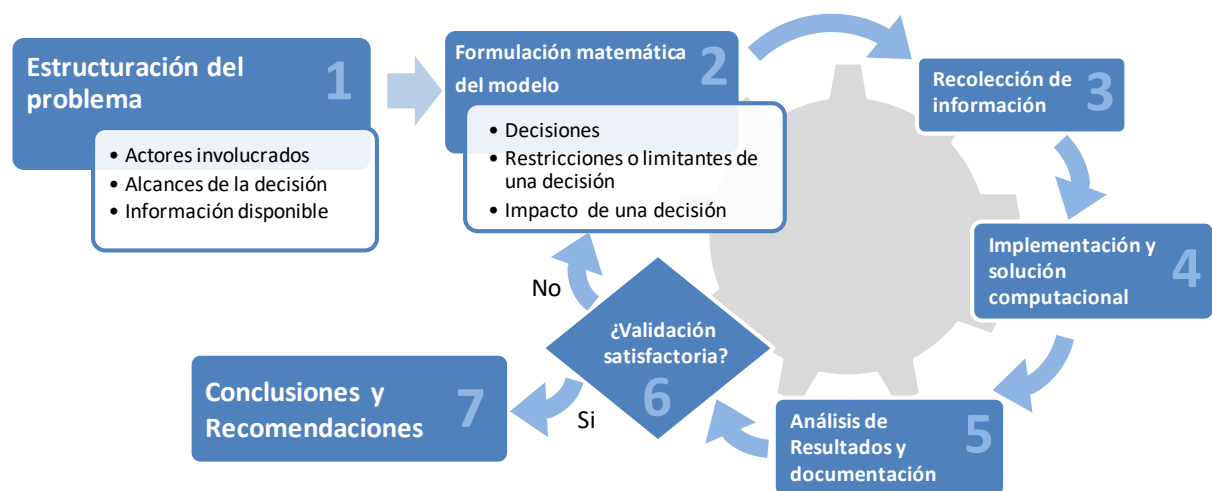 Estructuración del
problema
1
• Actores involucrados
• Alcances de la decisión
• Información disponible
Formulación matemática
del modelo
2
• Decisiones
• Restricciones o limitantes de
una decisión
• Impacto de una decisión
Recolección de
información
3
Implementación y
solución
computacional
4
Análisis de
Resultados y
documentación
5
¿Validación
satisfactoria?
6
No
Si
Conclusiones y
Recomendaciones
7